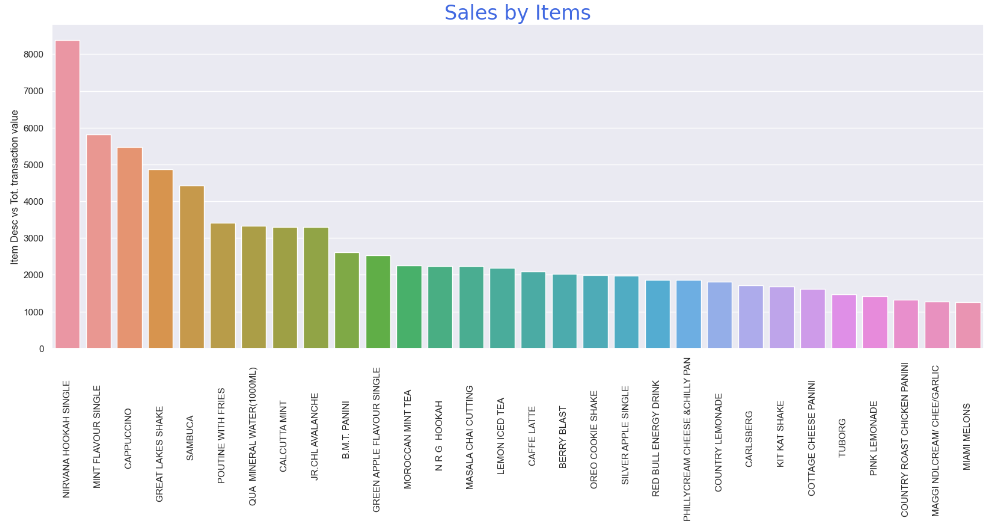 Sales by Items
Item Desc vs Tot. transaction value
8000
7000
6000
5000
4000
3000
2000
1000
0
NIRVANA HOOKAH SINGLE
MINT FLAVOUR SINGLE
CAPPUCCINO
GREAT LAKES SHAKE
SAMBUCA
POUTINE WITH FRIES
QUA MINERAL WATER(1000ML)
CALCUTTA MINT
JR.CHL AVALANCHE
B.M.T. PANINI
GREEN APPLE FLAVOUR SINGLE
MOROCCAN MINT TEA
N R G HOOKAH
MASALA CHAI CUTTING
LEMON ICED TEA
CAFFE LATTE
BERRY BLAST
OREO COOKIE SHAKE
SILVER APPLE SINGLE
RED BULL ENERGY DRINK
PHILLYCREAM CHEESE &CHILLY PAN
COUNTRY LEMONADE
CARLSBERG
KIT KAT SHAKE
COTTAGE CHEESE PANINI
TUBORG
PINK LEMONADE
COUNTRY ROAST CHICKEN PANINI
MAGGI NDLCREAM/ CHEE/GARLIC
MIAMI MELONS